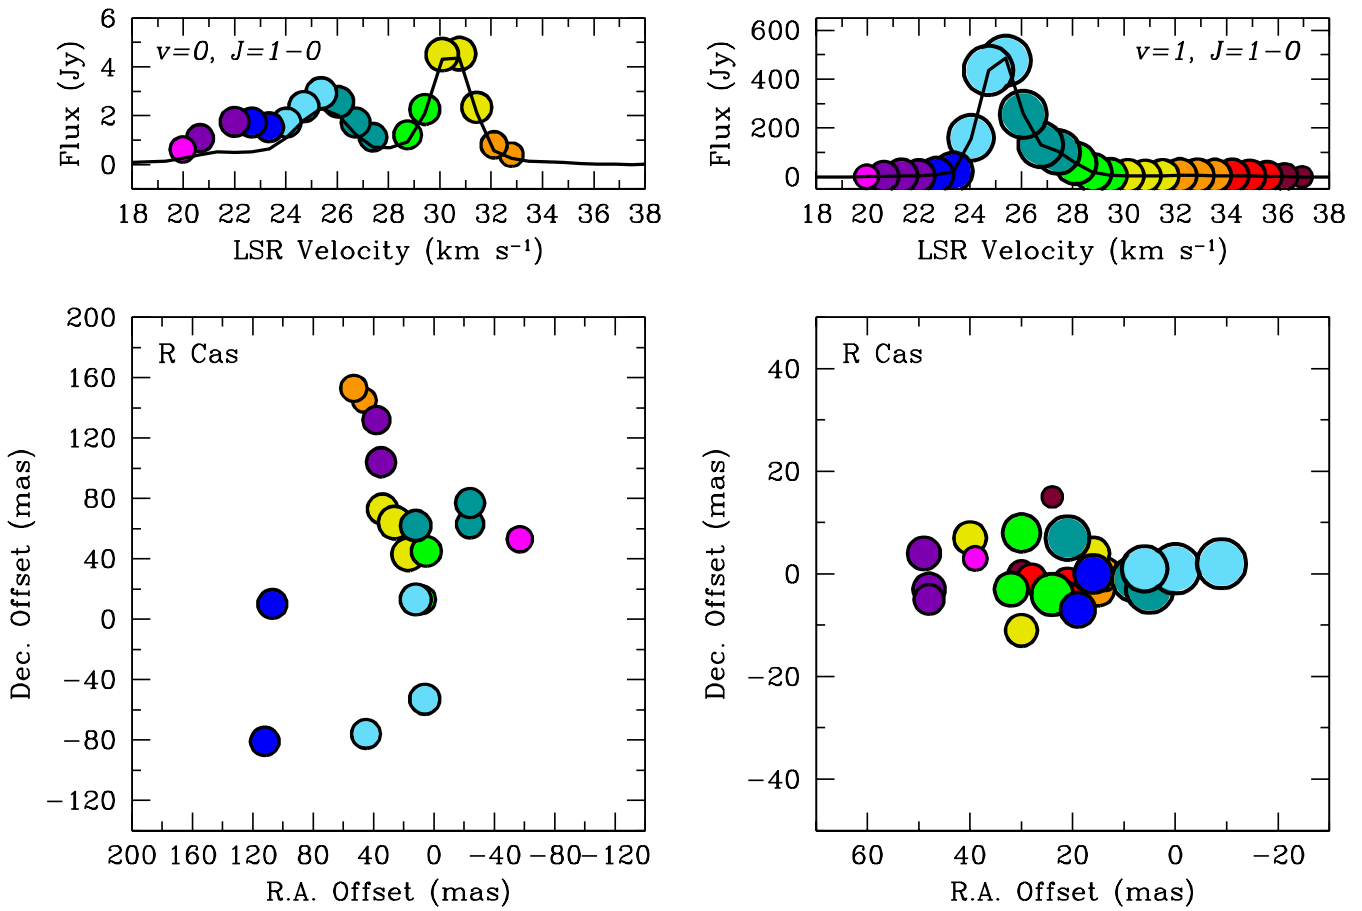 v=0, J=1−0
Flux (Jy)
6
4
2
0
18 20 22 24 26 28 30 32 34 36 38
LSR Velocity (km s⁻¹)
v=1, J=1−0
Flux (Jy)
600
400
200
0
18 20 22 24 26 28 30 32 34 36 38
LSR Velocity (km s⁻¹)
R Cas
Dec. Offset (mas)
200
160
120
80
40
0
−40
−80
−120
200 160 120 80 40 0 −40 −80 −120
R.A. Offset (mas)
R Cas
Dec. Offset (mas)
40
20
0
−20
−40
60 40 20 0 −20
R.A. Offset (mas)